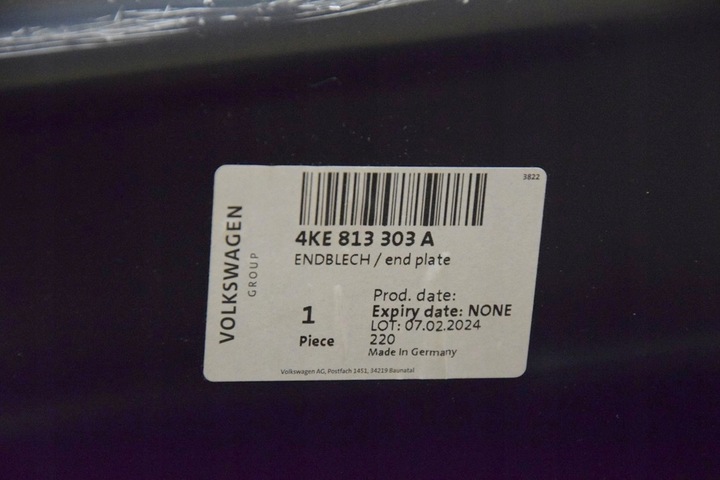 3822
VOLKSWAGEN
GROUP
4KE 813 303 A
ENDBLECH / end plate
1
Piece
Prod. date:
Expiry date: NONE
LOT: 07.02.2024
220
Made In Germany
Volkswagen AG, Postfach 1451, 34219 Baunatal